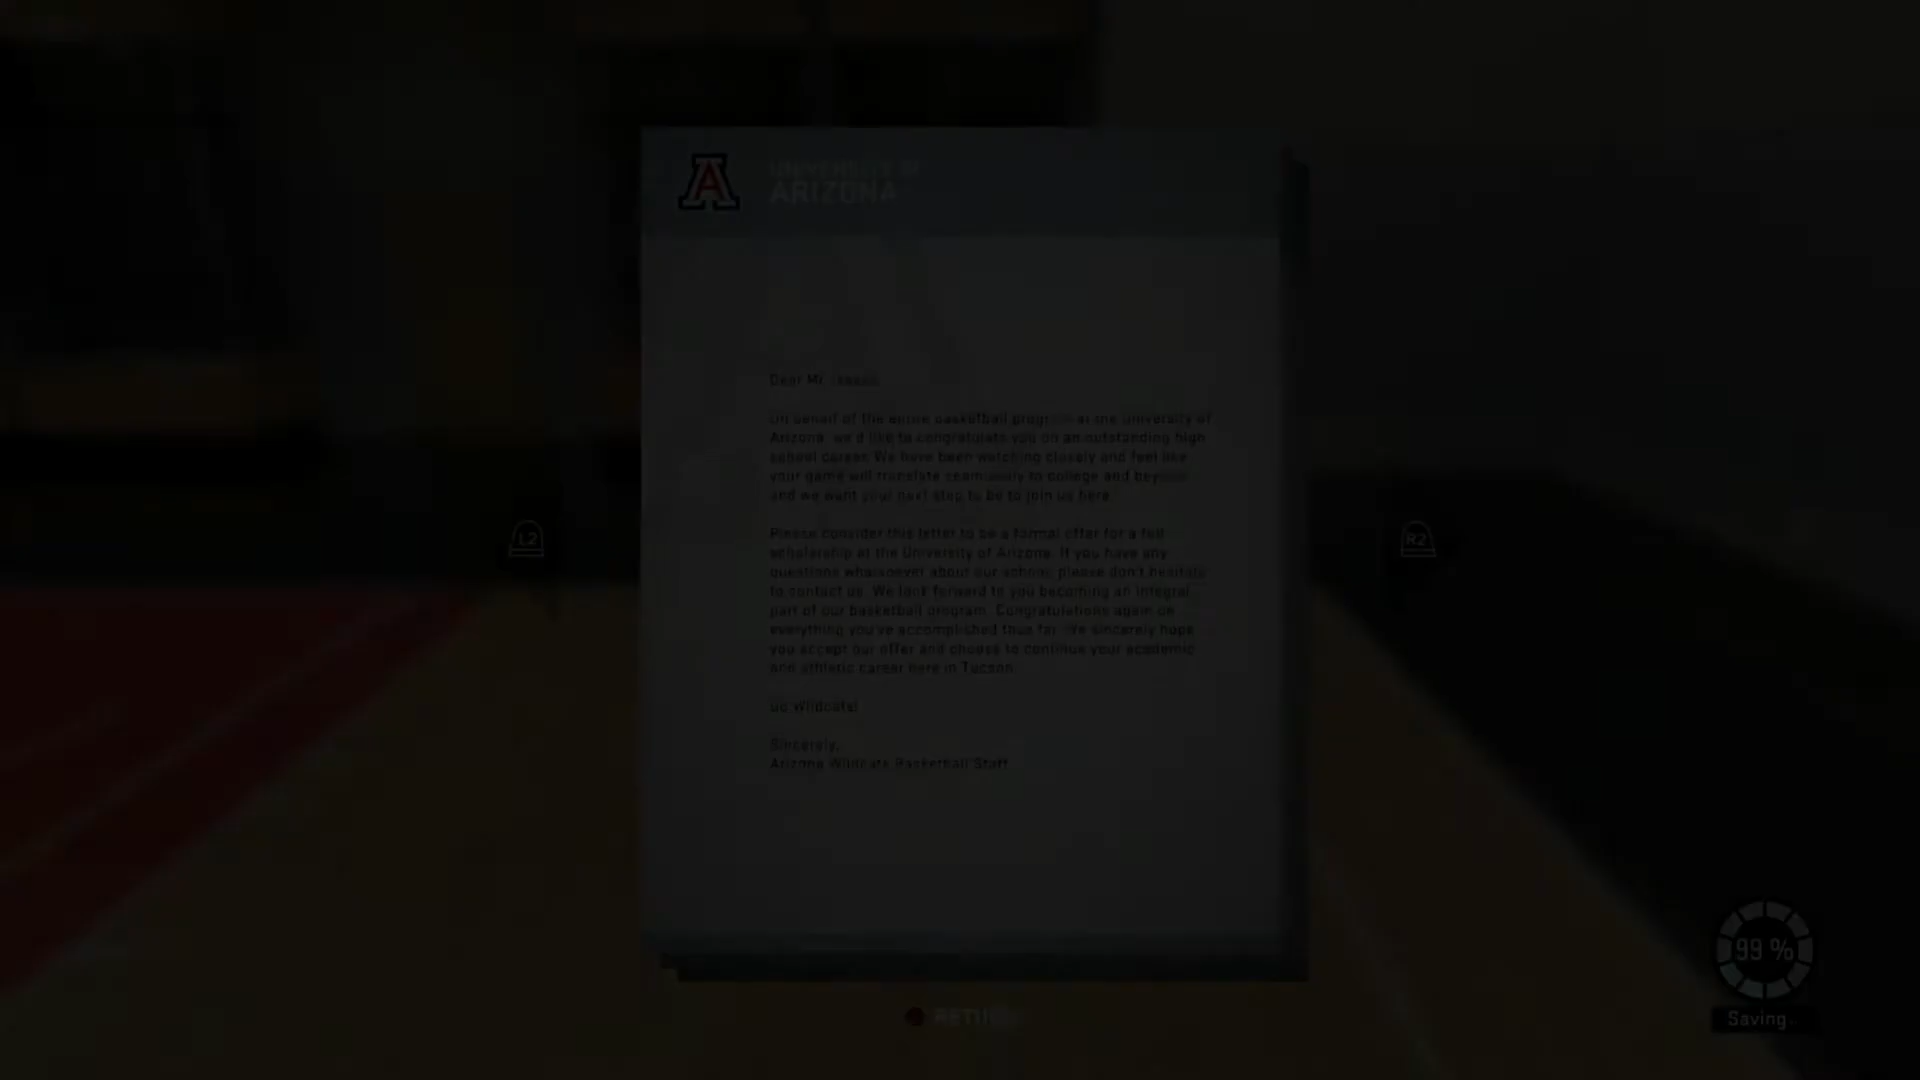 A
UNIVERSITY OF
ARIZONA
Dear Mr.
On behalf of the entire basketball program at the University of
Arizona, we'd like to congratulate you on an outstanding high
school career. We have been watching closely and feel like
your game will translate seamlessly to college and beyond
and we want your next step to be to join us here.
Please consider this letter to be a formal offer for a full
scholarship at the University of Arizona. If you have any
questions whatsoever about our school, please don't hesitate
to contact us. We look forward to you becoming an integral
part of our basketball program. Congratulations again on
everything you've accomplished thus far. We sincerely hope
you accept our offer and choose to continue your academic
and athletic career here in Tucson.
Go Wildcats!
Sincerely,
Arizona Wildcats Basketball Staff
L2
R2
RETURN
99 %
Saving...